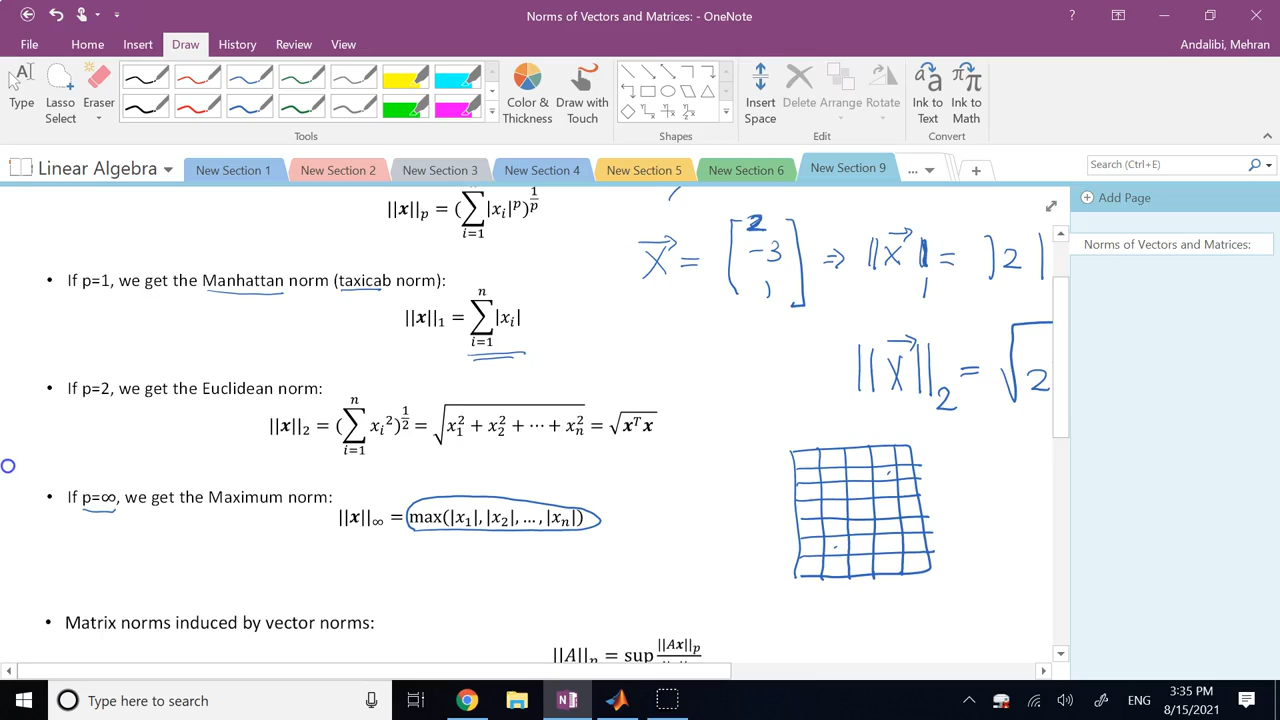 Norms of Vectors and Matrices: - OneNote
?
File Home Insert Draw History Review View
Andalibi, Mehran
Type
Lasso Select
Eraser
Color & Thickness
Draw with Touch
Insert Space
Delete
Arrange
Rotate
Ink to Text
Ink to Math
Tools
Shapes
Edit
Convert
Linear Algebra
New Section 1
New Section 2
New Section 3
New Section 4
New Section 5
New Section 6
New Section 9
...
Search (Ctrl+E)
Add Page
Norms of Vectors and Matrices:
||x||p = (∑ i=1 |xi|^p)^(1/p)
x = [2 -3 1] ⇒ ||x||1 = |2|
• If p=1, we get the Manhattan norm (taxicab norm):
||x||1 = ∑ n i=1 |xi|
||x||2 = √2
• If p=2, we get the Euclidean norm:
||x||2 = (∑ n i=1 xi²)^(1/2) = √(x1² + x2² + ⋯ + xn²) = √(xᵀx)
• If p=∞, we get the Maximum norm:
||x||∞ = max(|x1|, |x2|, ..., |xn|)
• Matrix norms induced by vector norms:
||A||p = sup ||Ax||p
Type here to search
ENG
3:35 PM
8/15/2021